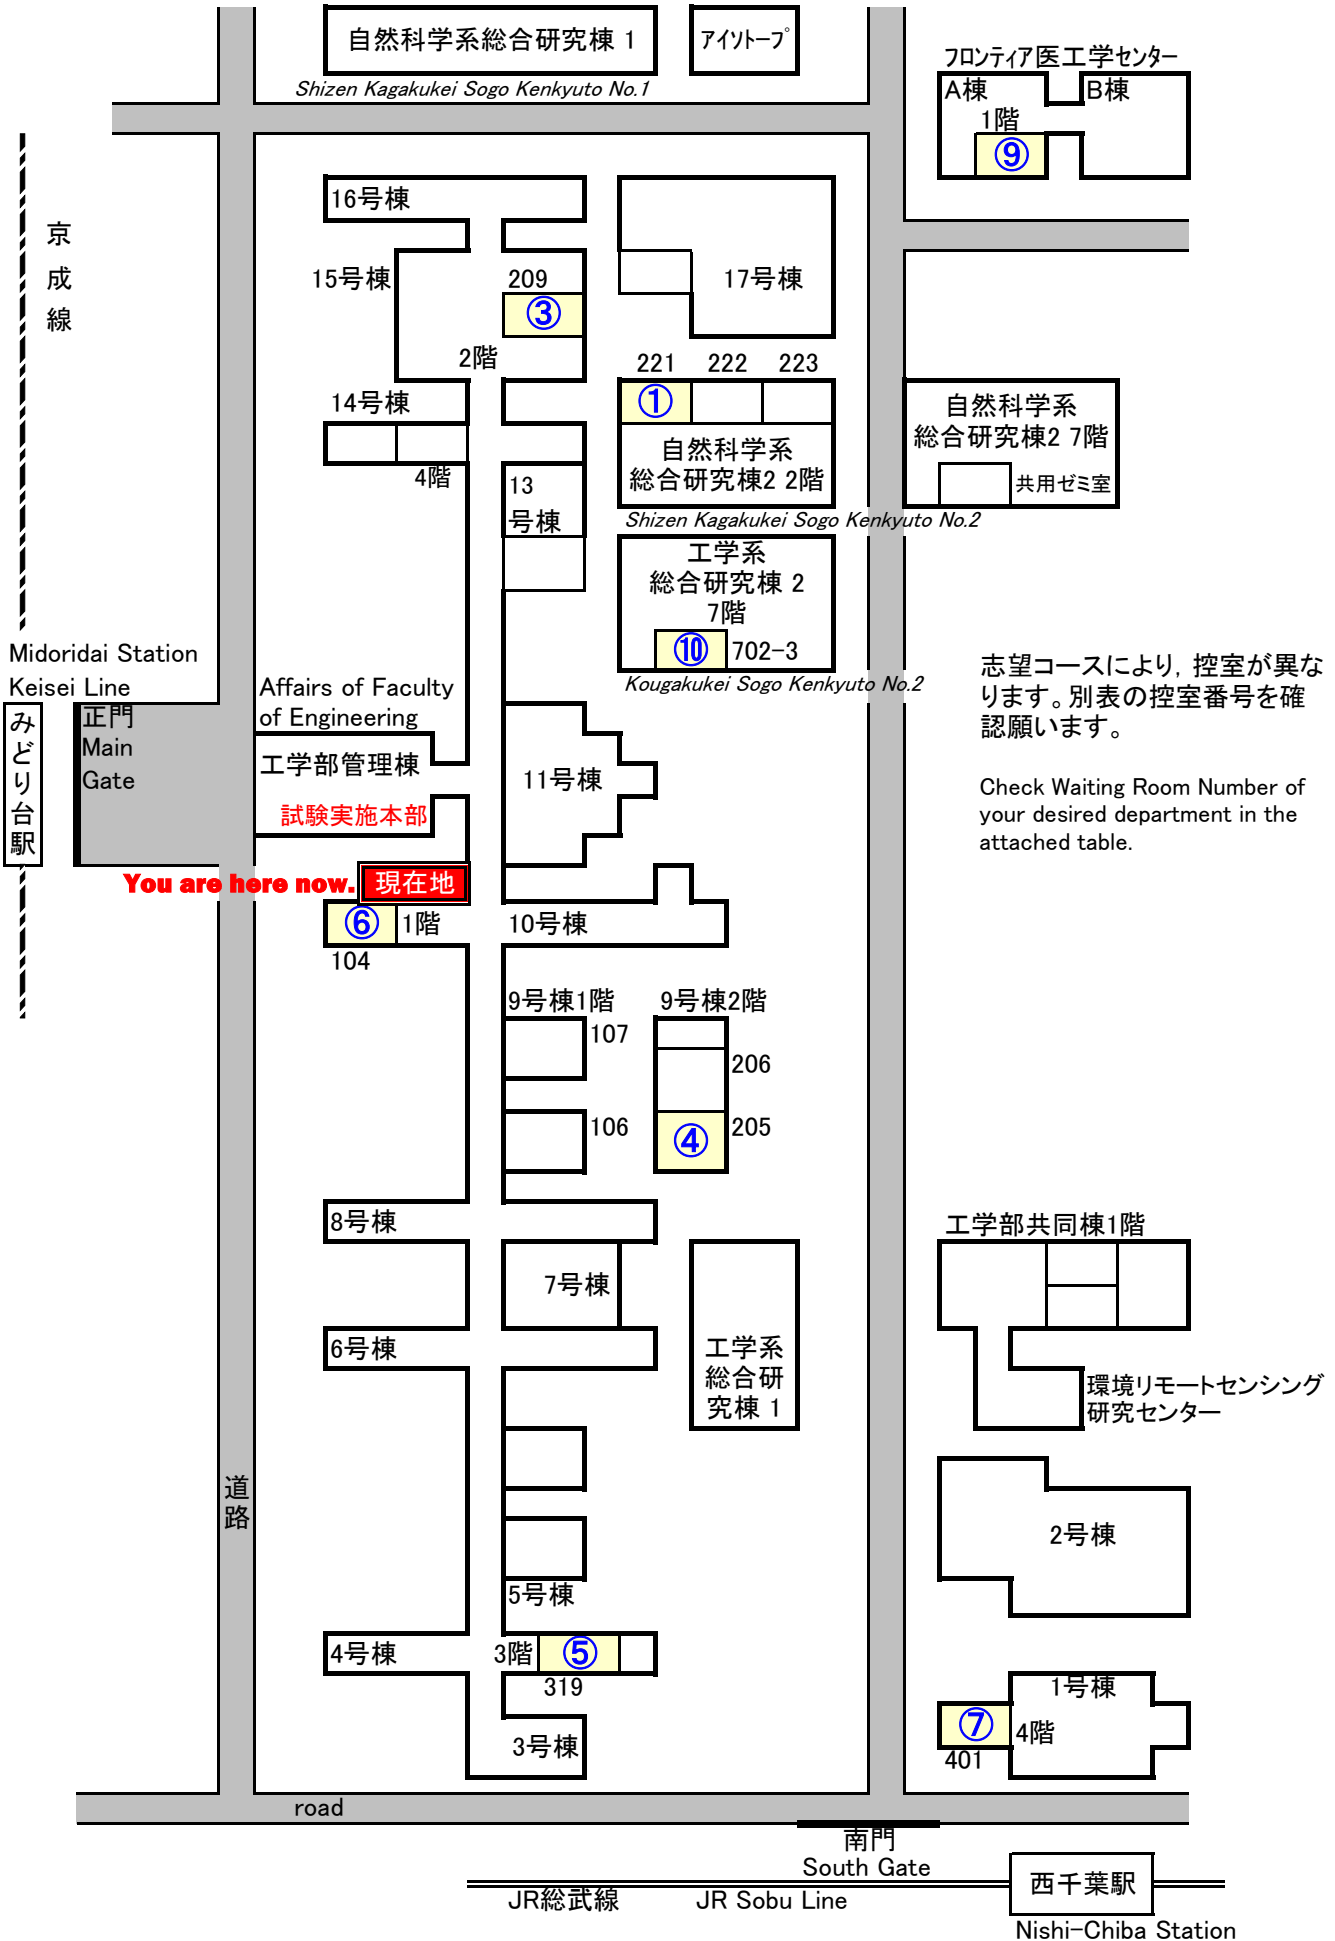 自然科学系総合研究棟 1
アイソトープ
Shizen Kagakukei Sogo Kenkyuto No.1
フロンティア医工学センター
A棟
B棟
1階
⑨
京成線
16号棟
15号棟
209
③
2階
17号棟
221 222 223
①
自然科学系
総合研究棟2 2階
Shizen Kagakukei Sogo Kenkyuto No.2
自然科学系
総合研究棟2 7階
共用ゼミ室
14号棟
4階
13
号棟
工学系
総合研究棟 2
7階
⑩ 702-3
Kougakukei Sogo Kenkyuto No.2
Midoridai Station
Keisei Line
みどり台駅
正門
Main
Gate
Affairs of Faculty
of Engineering
工学部管理棟
試験実施本部
11号棟
志望コースにより, 控室が異な
ります。別表の控室番号を確
認願います。
Check Waiting Room Number of
your desired department in the
attached table.
You are here now. 現在地
⑥ 1階
104
10号棟
9号棟1階
107
106
9号棟2階
206
④ 205
8号棟
7号棟
6号棟
工学系
総合研
究棟 1
工学部共同棟1階
環境リモートセンシング
研究センター
道路
2号棟
5号棟
4号棟
3階 ⑤
319
3号棟
1号棟
⑦ 4階
401
road
南門
South Gate
JR総武線
JR Sobu Line
西千葉駅
Nishi-Chiba Station